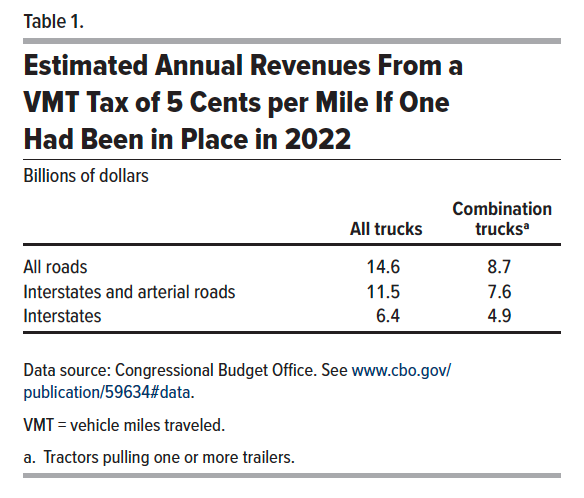 Table 1.
Estimated Annual Revenues From a
VMT Tax of 5 Cents per Mile If One
Had Been in Place in 2022
Billions of dollars
All trucks Combination trucksª
All roads 14.6 8.7
Interstates and arterial roads 11.5 7.6
Interstates 6.4 4.9
Data source: Congressional Budget Office. See www.cbo.gov/
publication/59634#data.
VMT = vehicle miles traveled.
a. Tractors pulling one or more trailers.